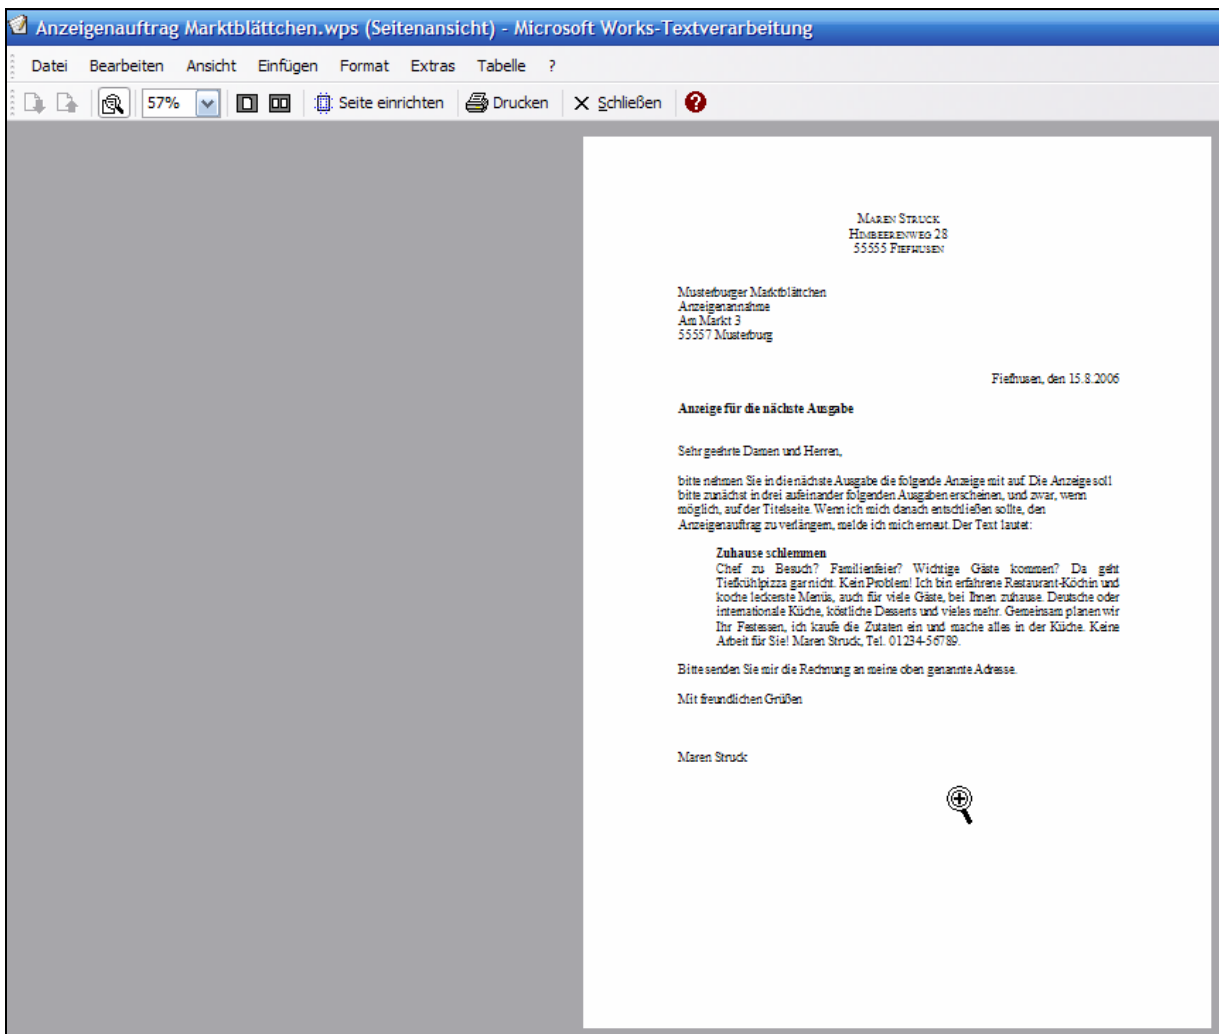 Anzeigenauftrag Marktblättchen.wps (Seitenansicht) - Microsoft Works-Textverarbeitung
Datei Bearbeiten Ansicht Einfügen Format Extras Tabelle ?
57% Seite einrichten Drucken Schließen
Maren Struck
Himbeerenweg 28
55555 Fiefhusen
Musterburger Marktblättchen
Anzeigenannahme
Am Markt 3
55557 Musterburg
Fiefhusen, den 15.8.2006
Anzeige für die nächste Ausgabe
Sehr geehrte Damen und Herren,
bitte nehmen Sie in die nächste Ausgabe die folgende Anzeige mit auf. Die Anzeige soll
bitte zunächst in drei aufeinander folgenden Ausgaben erscheinen, und zwar, wenn
möglich, auf der Titelseite. Wenn ich mich danach entschließen sollte, den
Anzeigenauftrag zu verlängern, melde ich mich erneut. Der Text lautet:
Zuhause schlemmen
Chef zu Besuch? Familienfeier? Wichtige Gäste kommen? Da geht
Tiefkühlpizza gar nicht. Kein Problem! Ich bin erfahrene Restaurant-Köchin und
koche leckerste Menüs, auch für viele Gäste, bei Ihnen zuhause. Deutsche oder
internationale Küche, köstliche Desserts und vieles mehr. Gemeinsam planen wir
Ihr Festessen, ich kaufe die Zutaten ein und mache alles in der Küche. Keine
Arbeit für Sie! Maren Struck, Tel. 01234-56789.
Bitte senden Sie mir die Rechnung an meine oben genannte Adresse.
Mit freundlichen Grüßen
Maren Struck